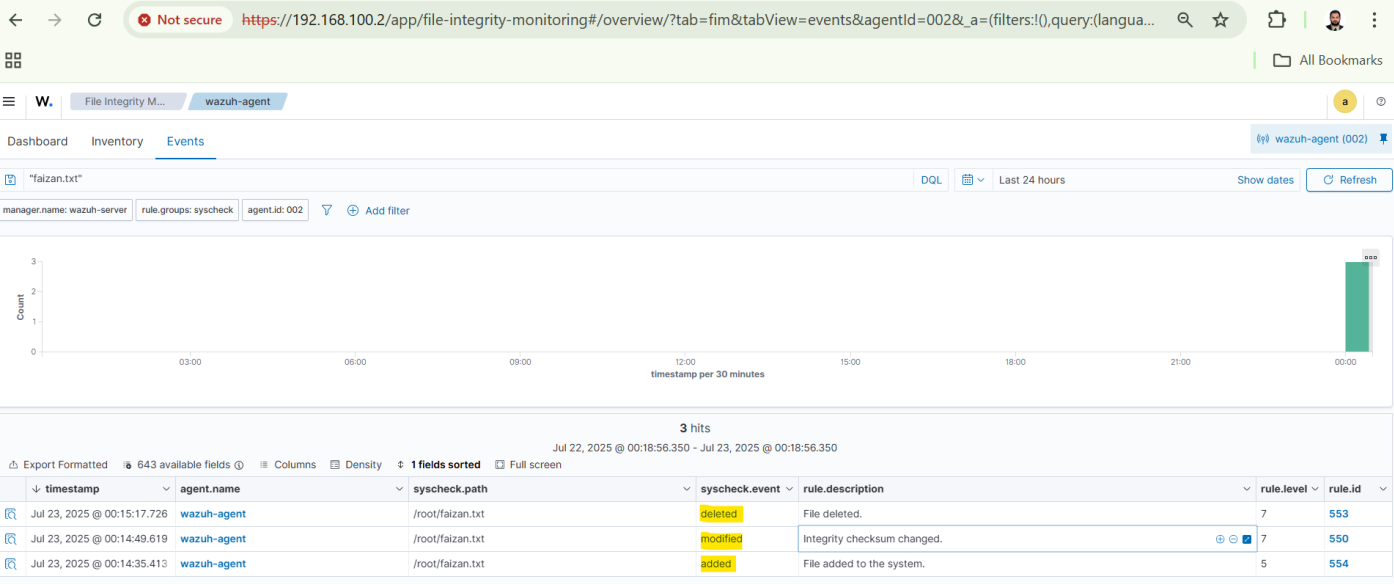 Not secure https://192.168.100.2/app/file-integrity-monitoring#/overview/?tab=fim&tabView=events&agentId=002&_a=(filters:!(),query:(langua...
All Bookmarks
W. File Integrity M... wazuh-agent a
Dashboard Inventory Events wazuh-agent (002)
"faizan.txt" DQL Last 24 hours Show dates Refresh
manager.name: wazuh-server rule.groups: syscheck agent.id: 002 Add filter
3
2
1
0
Count
03:00 06:00 09:00 12:00 15:00 18:00 21:00 00:00
timestamp per 30 minutes
3 hits
Jul 22, 2025 @ 00:18:56.350 - Jul 23, 2025 @ 00:18:56.350
Export Formatted 643 available fields Columns Density 1 fields sorted Full screen
timestamp agent.name syscheck.path syscheck.event rule.description rule.level rule.id
Jul 23, 2025 @ 00:15:17.726 wazuh-agent /root/faizan.txt deleted File deleted. 7 553
Jul 23, 2025 @ 00:14:49.619 wazuh-agent /root/faizan.txt modified Integrity checksum changed. 7 550
Jul 23, 2025 @ 00:14:35.413 wazuh-agent /root/faizan.txt added File added to the system. 5 554